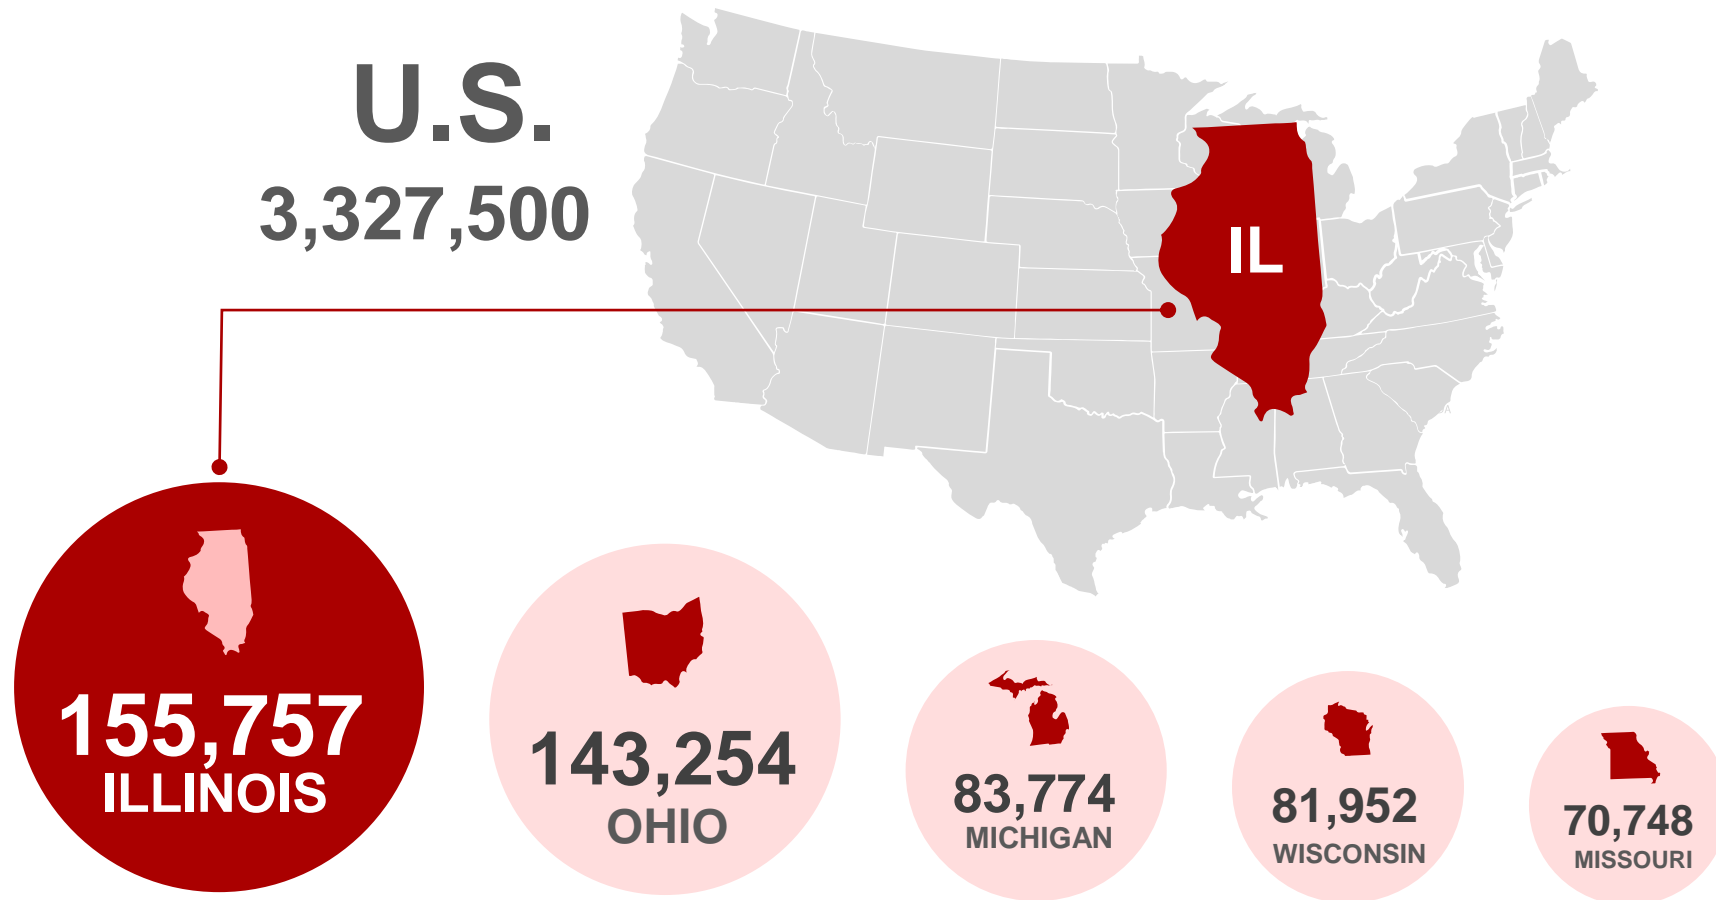 U.S.
3,327,500
IL
155,757
ILLINOIS
143,254
OHIO
83,774
MICHIGAN
81,952
WISCONSIN
70,748
MISSOURI